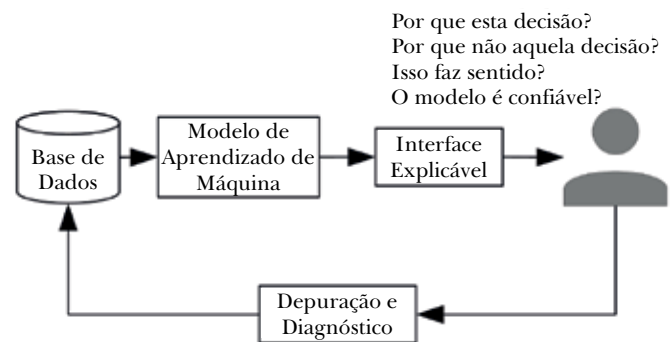 Por que esta decisão?
Por que não aquela decisão?
Isso faz sentido?
O modelo é confiável?
Base de
Dados
Modelo de
Aprendizado de
Máquina
Interface
Explicável
Depuração e
Diagnóstico